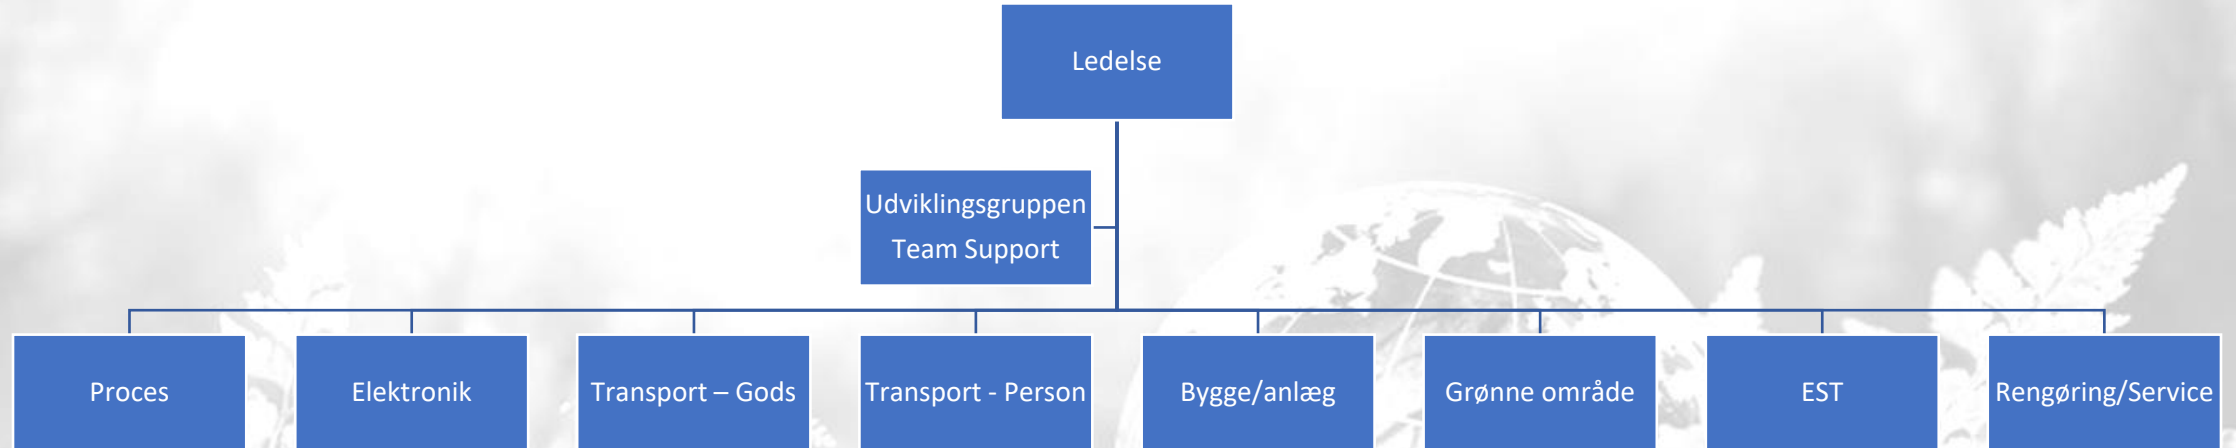 Ledelse
Udviklingsgruppen
Team Support
Proces
Elektronik
Transport – Gods
Transport - Person
Bygge/anlæg
Grønne område
EST
Rengøring/Service